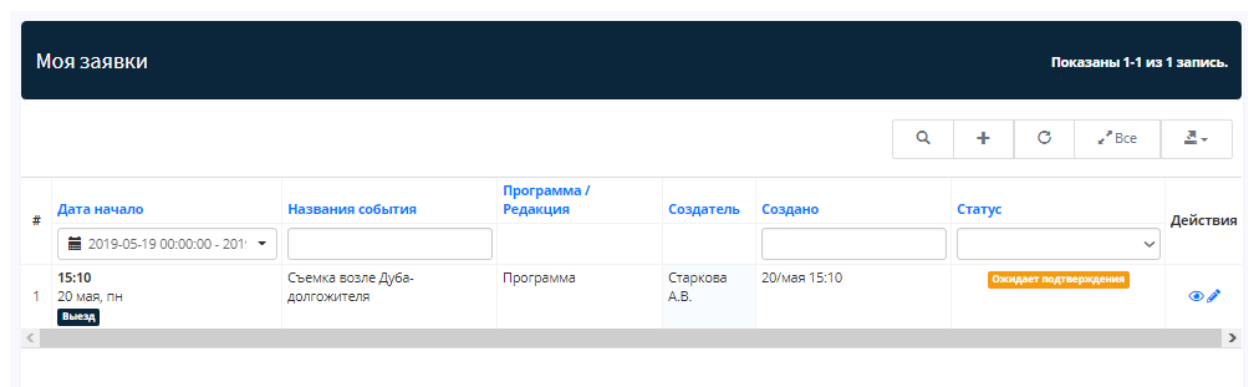 Моя заявки
Показаны 1-1 из 1 запись.
Все
# Дата начало Названия события Программа / Редакция Создатель Создано Статус Действия
2019-05-19 00:00:00 - 201
1 15:10 Съемка возле Дуба- Программа Старкова 20/мая 15:10 Ожидает подтверждения
20 мая, пн долгожителя А.В.
Выезд